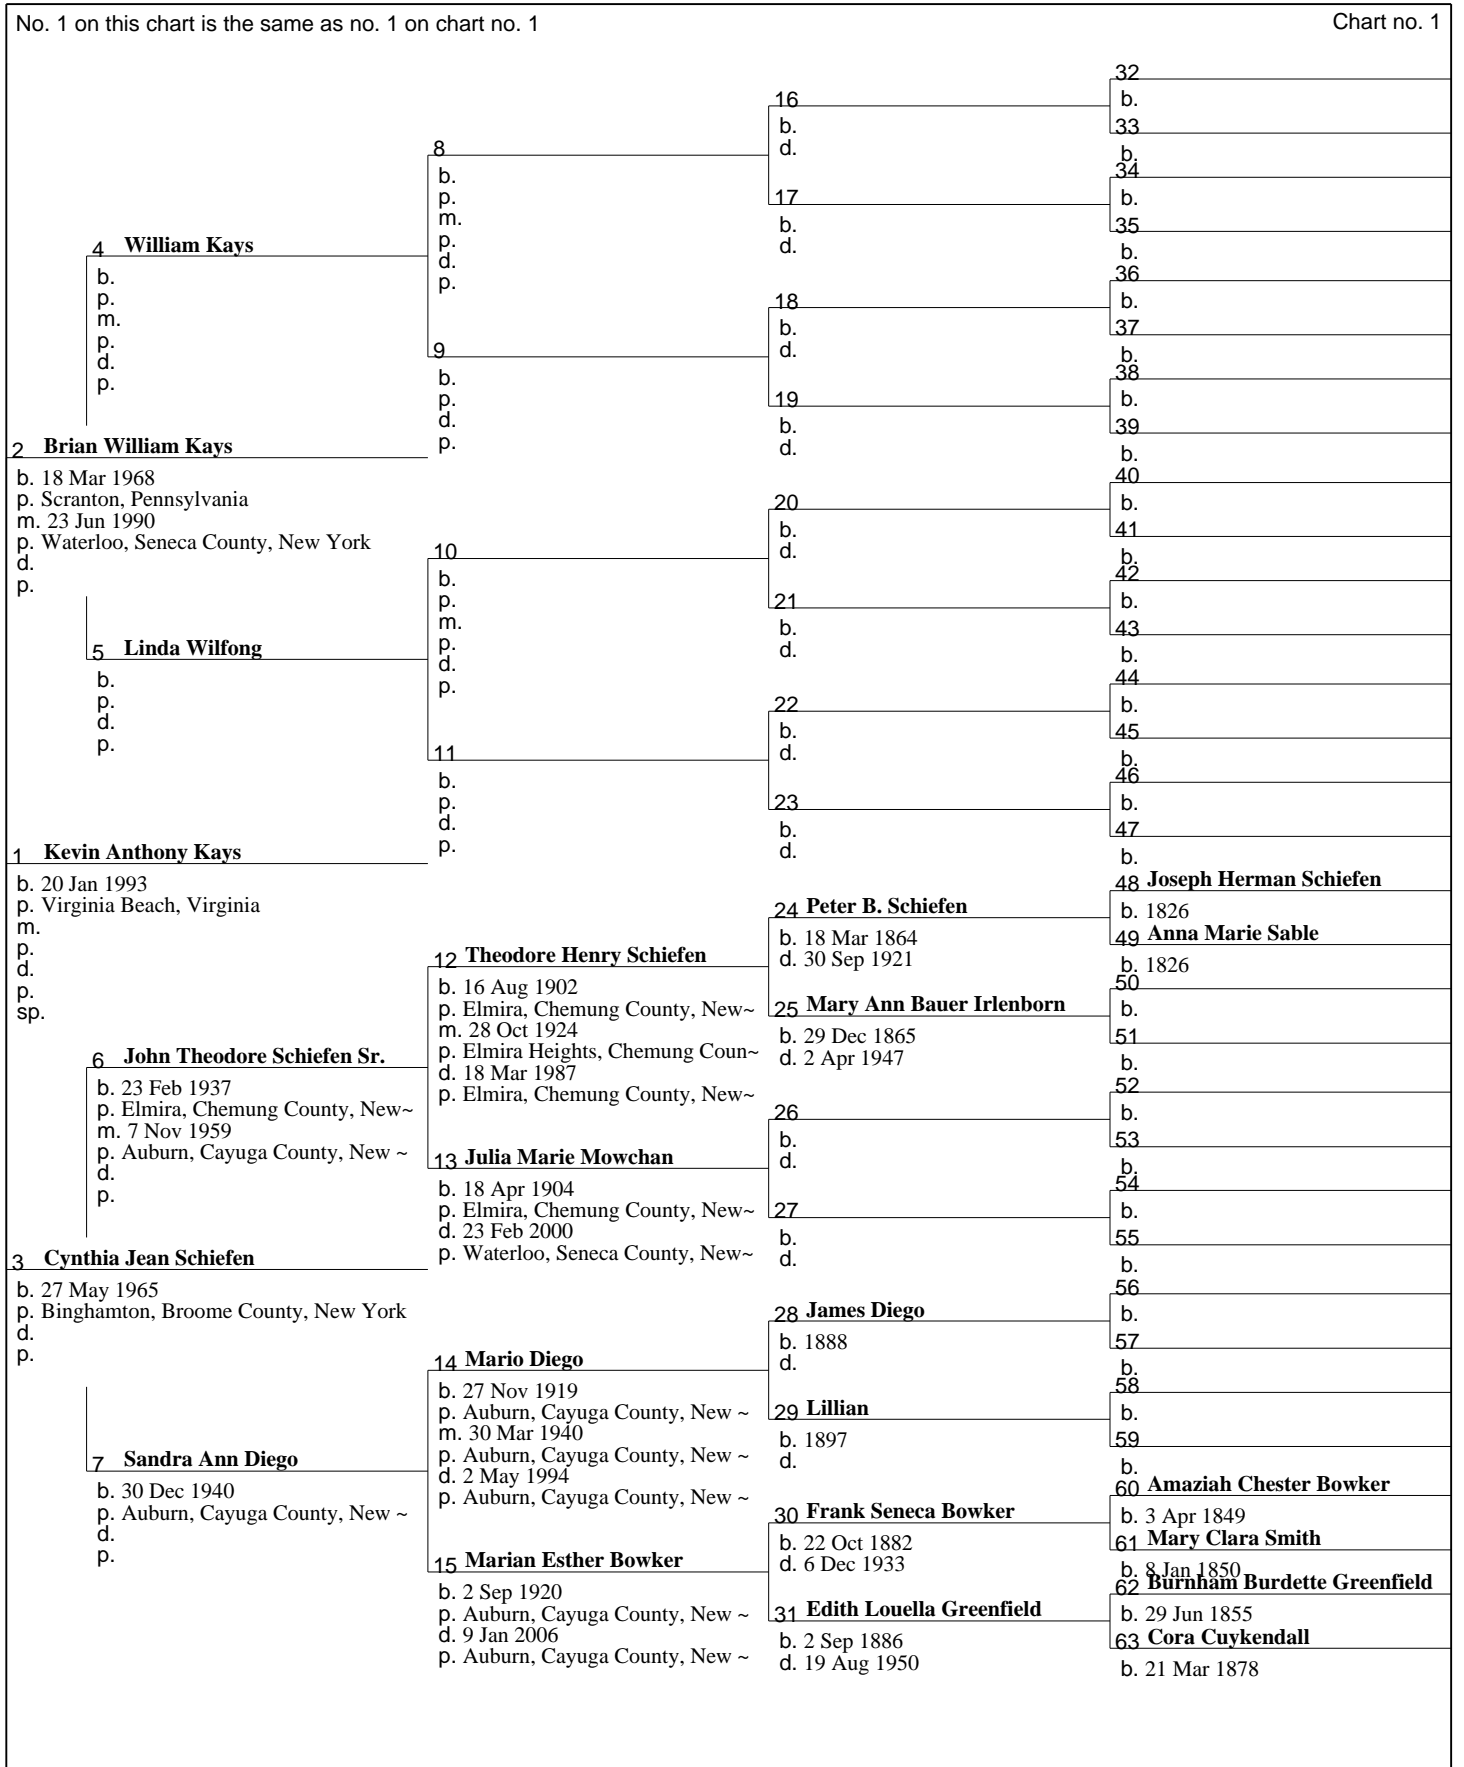 No. 1 on this chart is the same as no. 1 on chart no. 1
Chart no. 1
1 Kevin Anthony Kays
b. 20 Jan 1993
p. Virginia Beach, Virginia
m.
p.
d.
p.
sp.
2 Brian William Kays
b. 18 Mar 1968
p. Scranton, Pennsylvania
m. 23 Jun 1990
p. Waterloo, Seneca County, New York
d.
p.
3 Cynthia Jean Schiefen
b. 27 May 1965
p. Binghamton, Broome County, New York
d.
p.
4 William Kays
b.
p.
m.
p.
d.
p.
5 Linda Wilfong
b.
p.
d.
p.
6 John Theodore Schiefen Sr.
b. 23 Feb 1937
p. Elmira, Chemung County, New~
m. 7 Nov 1959
p. Auburn, Cayuga County, New ~
d.
p.
7 Sandra Ann Diego
b. 30 Dec 1940
p. Auburn, Cayuga County, New ~
d.
p.
8
b.
p.
m.
p.
d.
p.
9
b.
p.
d.
p.
10
b.
p.
m.
p.
d.
p.
11
b.
p.
d.
p.
12 Theodore Henry Schiefen
b. 16 Aug 1902
p. Elmira, Chemung County, New~
m. 28 Oct 1924
p. Elmira Heights, Chemung Coun~
d. 18 Mar 1987
p. Elmira, Chemung County, New~
13 Julia Marie Mowchan
b. 18 Apr 1904
p. Elmira, Chemung County, New~
d. 23 Feb 2000
p. Waterloo, Seneca County, New~
14 Mario Diego
b. 27 Nov 1919
p. Auburn, Cayuga County, New ~
m. 30 Mar 1940
p. Auburn, Cayuga County, New ~
d. 2 May 1994
p. Auburn, Cayuga County, New ~
15 Marian Esther Bowker
b. 2 Sep 1920
p. Auburn, Cayuga County, New ~
d. 9 Jan 2006
p. Auburn, Cayuga County, New ~
16
b.
d.
17
b.
d.
18
b.
d.
19
b.
d.
20
b.
d.
21
b.
d.
22
b.
d.
23
b.
d.
24 Peter B. Schiefen
b. 18 Mar 1864
d. 30 Sep 1921
25 Mary Ann Bauer Irlenborn
b. 29 Dec 1865
d. 2 Apr 1947
26
b.
d.
27
b.
d.
28 James Diego
b. 1888
d.
29 Lillian
b. 1897
d.
30 Frank Seneca Bowker
b. 22 Oct 1882
d. 6 Dec 1933
31 Edith Louella Greenfield
b. 2 Sep 1886
d. 19 Aug 1950
32
b.
33
b.
34
b.
35
b.
36
b.
37
b.
38
b.
39
b.
40
b.
41
b.
42
b.
43
b.
44
b.
45
b.
46
b.
47
b.
48 Joseph Herman Schiefen
b. 1826
49 Anna Marie Sable
b. 1826
50
b.
51
b.
52
b.
53
b.
54
b.
55
b.
56
b.
57
b.
58
b.
59
b.
60 Amaziah Chester Bowker
b. 3 Apr 1849
61 Mary Clara Smith
b. 8 Jan 1850
62 Burnham Burdette Greenfield
b. 29 Jun 1855
63 Cora Cuykendall
b. 21 Mar 1878